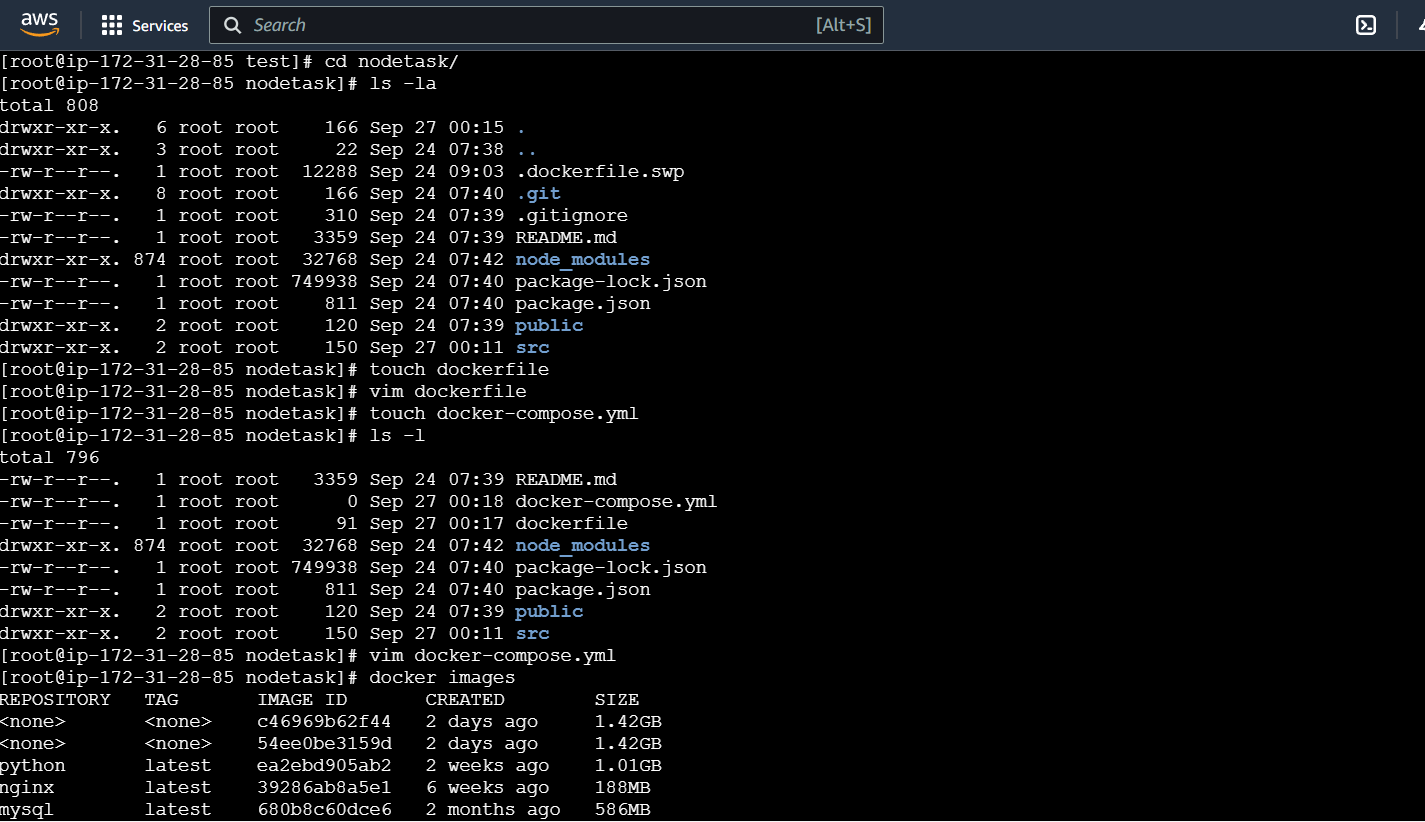 aws Services Search [Alt+S]
[root@ip-172-31-28-85 test]# cd nodetask/
[root@ip-172-31-28-85 nodetask]# ls -la
total 808
drwxr-xr-x.   6 root root    166 Sep 27 00:15 .
drwxr-xr-x.   3 root root     22 Sep 24 07:38 ..
-rw-r--r--.   1 root root  12288 Sep 24 09:03 .dockerfile.swp
drwxr-xr-x.   8 root root    166 Sep 24 07:40 .git
-rw-r--r--.   1 root root    310 Sep 24 07:39 .gitignore
-rw-r--r--.   1 root root   3359 Sep 24 07:39 README.md
drwxr-xr-x. 874 root root  32768 Sep 24 07:42 node_modules
-rw-r--r--.   1 root root 749938 Sep 24 07:40 package-lock.json
-rw-r--r--.   1 root root    811 Sep 24 07:40 package.json
drwxr-xr-x.   2 root root    120 Sep 24 07:39 public
drwxr-xr-x.   2 root root    150 Sep 27 00:11 src
[root@ip-172-31-28-85 nodetask]# touch dockerfile
[root@ip-172-31-28-85 nodetask]# vim dockerfile
[root@ip-172-31-28-85 nodetask]# touch docker-compose.yml
[root@ip-172-31-28-85 nodetask]# ls -l
total 796
-rw-r--r--.   1 root root   3359 Sep 24 07:39 README.md
-rw-r--r--.   1 root root      0 Sep 27 00:18 docker-compose.yml
-rw-r--r--.   1 root root     91 Sep 27 00:17 dockerfile
drwxr-xr-x. 874 root root  32768 Sep 24 07:42 node_modules
-rw-r--r--.   1 root root 749938 Sep 24 07:40 package-lock.json
-rw-r--r--.   1 root root    811 Sep 24 07:40 package.json
drwxr-xr-x.   2 root root    120 Sep 24 07:39 public
drwxr-xr-x.   2 root root    150 Sep 27 00:11 src
[root@ip-172-31-28-85 nodetask]# vim docker-compose.yml
[root@ip-172-31-28-85 nodetask]# docker images
REPOSITORY   TAG       IMAGE ID       CREATED        SIZE
<none>       <none>    c46969b62f44   2 days ago     1.42GB
<none>       <none>    54ee0be3159d   2 days ago     1.42GB
python       latest    ea2ebd905ab2   2 weeks ago    1.01GB
nginx        latest    39286ab8a5e1   6 weeks ago    188MB
mysql        latest    680b8c60dce6   2 months ago   586MB